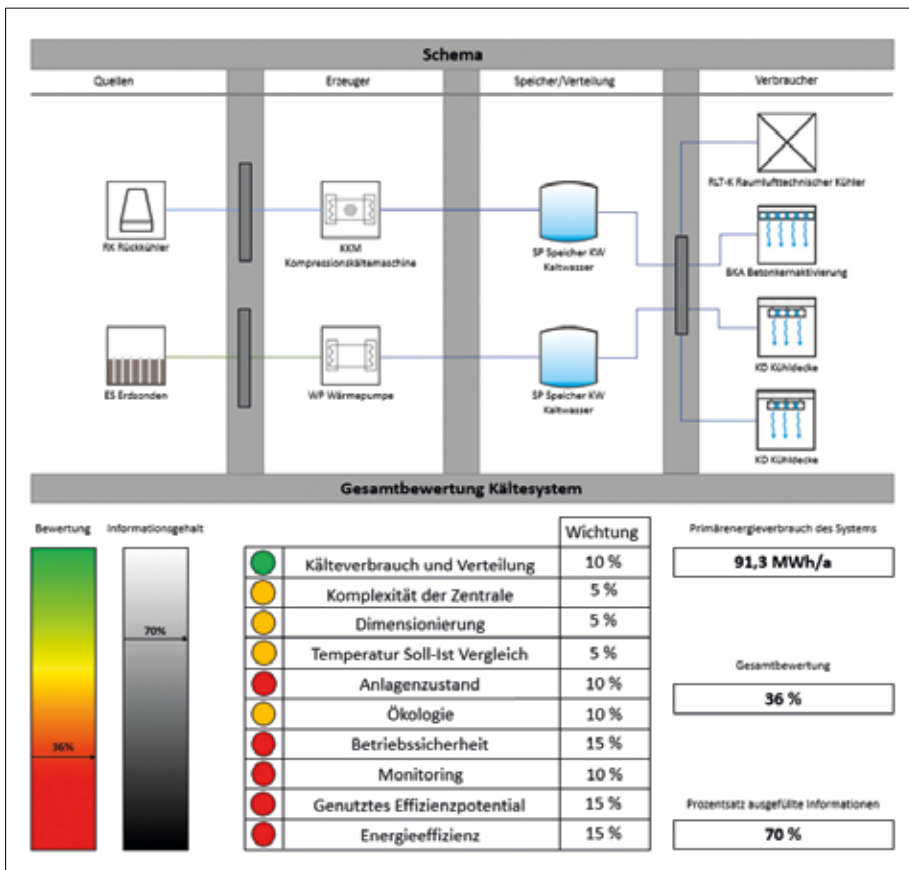 Schema
Quellen
Erzeuger
Speicher/Verteilung
Verbraucher
RLT-K Raumlufttechnischer Kühler
RK Rückkühler
KKM
Kompressionskältemaschine
SP Speicher KW
Kaltwasser
BKA Betonkernaktivierung
KD Kühldecke
ES Erdsonden
WP Wärmepumpe
SP Speicher KW
Kaltwasser
KD Kühldecke
Gesamtbewertung Kältesystem
Bewertung
Informationsgehalt
36%
70%
Wichtung
Kälteverbrauch und Verteilung 10 %
Komplexität der Zentrale 5 %
Dimensionierung 5 %
Temperatur Soll-Ist Vergleich 5 %
Anlagenzustand 10 %
Ökologie 10 %
Betriebssicherheit 15 %
Monitoring 10 %
Genutztes Effizienzpotential 15 %
Energieeffizienz 15 %
Primärenergieverbrauch des Systems
91,3 MWh/a
Gesamtbewertung
36 %
Prozentsatz ausgefüllte Informationen
70 %